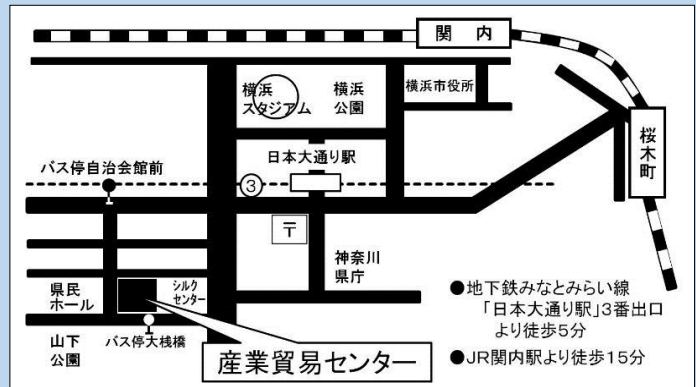 関内
横浜
スタジアム
横浜
公園
横浜市役所
桜木町
バス停自治会館前
日本大通り駅
③
〒
神奈川
県庁
県民
ホール
シルク
センター
山下
公園
バス停大桟橋
産業貿易センター
●地下鉄みなとみらい線
「日本大通り駅」3番出口
より徒歩5分
●JR関内駅より徒歩15分